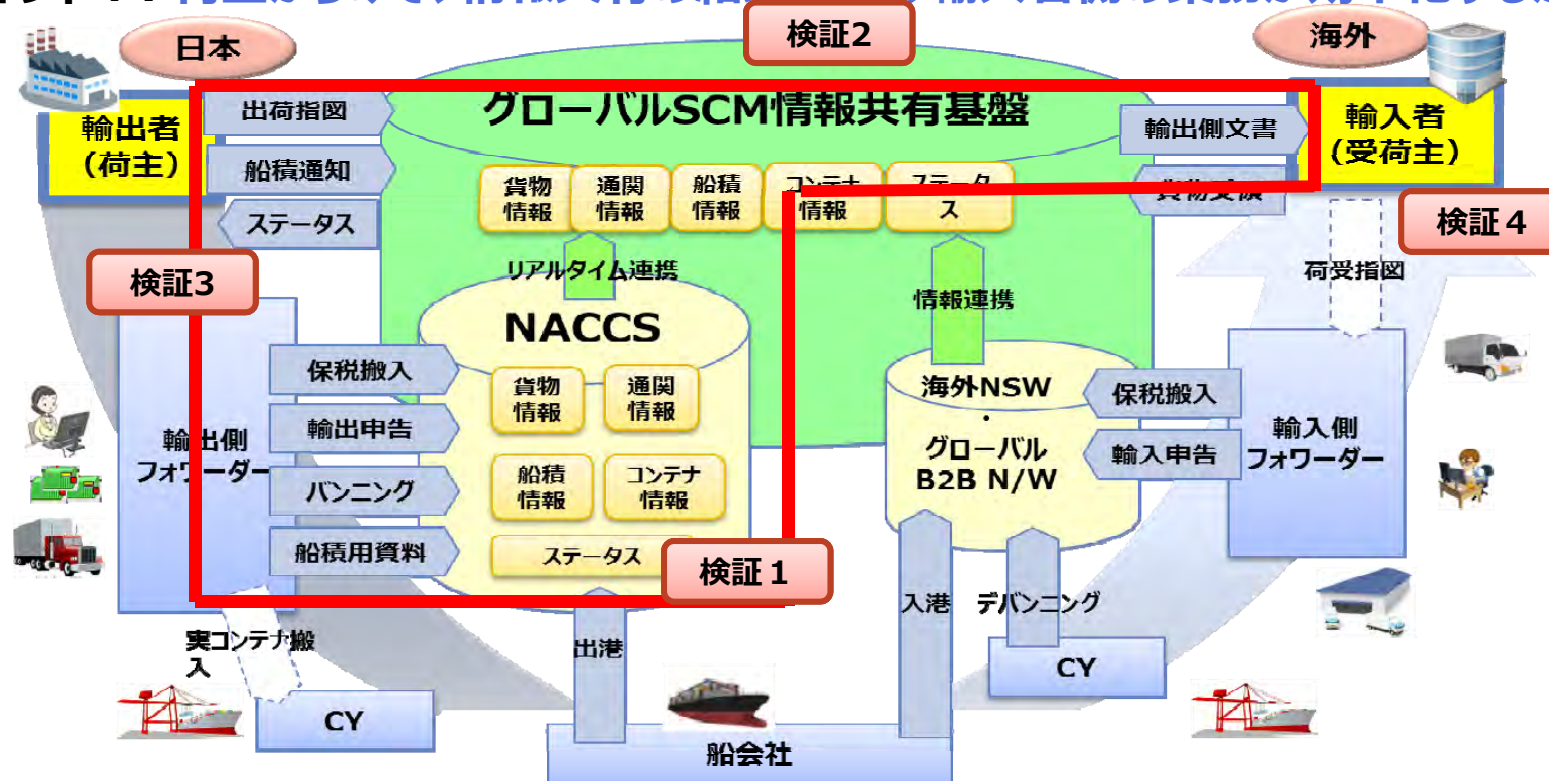 検証2
日本
海外
グローバルSCM情報共有基盤
輸出者
(荷主)
出荷指図
船積通知
ステータス
輸出側文書
輸入者
(受荷主)
貨物
情報
通関
情報
船積
情報
コンテナ
情報
ステータ
ス
検証3
検証４
リアルタイム連携
情報連携
荷受指図
NACCS
保税搬入
輸出申告
バンニング
船積用資料
輸出側
フォワーダー
貨物
情報
通関
情報
船積
情報
コンテナ
情報
ステータス
検証１
海外NSW
・
グローバル
B2B N/W
保税搬入
輸入申告
輸入側
フォワーダー
実コンテナ搬
入
出港
入港
デバンニング
CY
CY
船会社